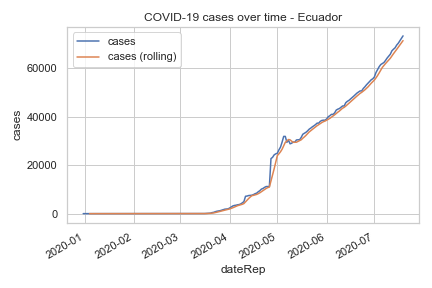 COVID-19 cases over time - Ecuador
cases
cases (rolling)
60000
40000
20000
0
cases
2020-01
2020-02
2020-03
2020-04
2020-05
2020-06
2020-07
dateRep